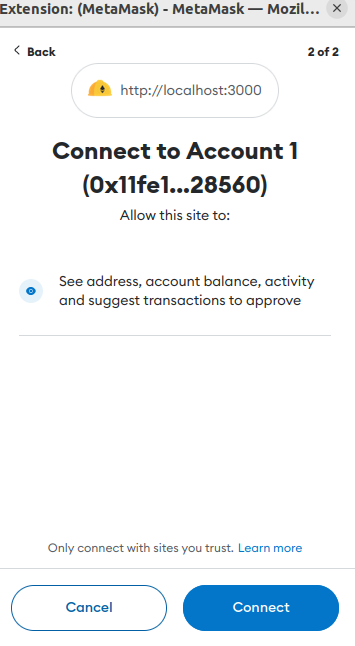 Extension: (MetaMask) - MetaMask — Mozil...
Back
2 of 2
http://localhost:3000
Connect to Account 1
(0x11fe1...28560)
Allow this site to:
See address, account balance, activity
and suggest transactions to approve
Only connect with sites you trust. Learn more
Cancel
Connect